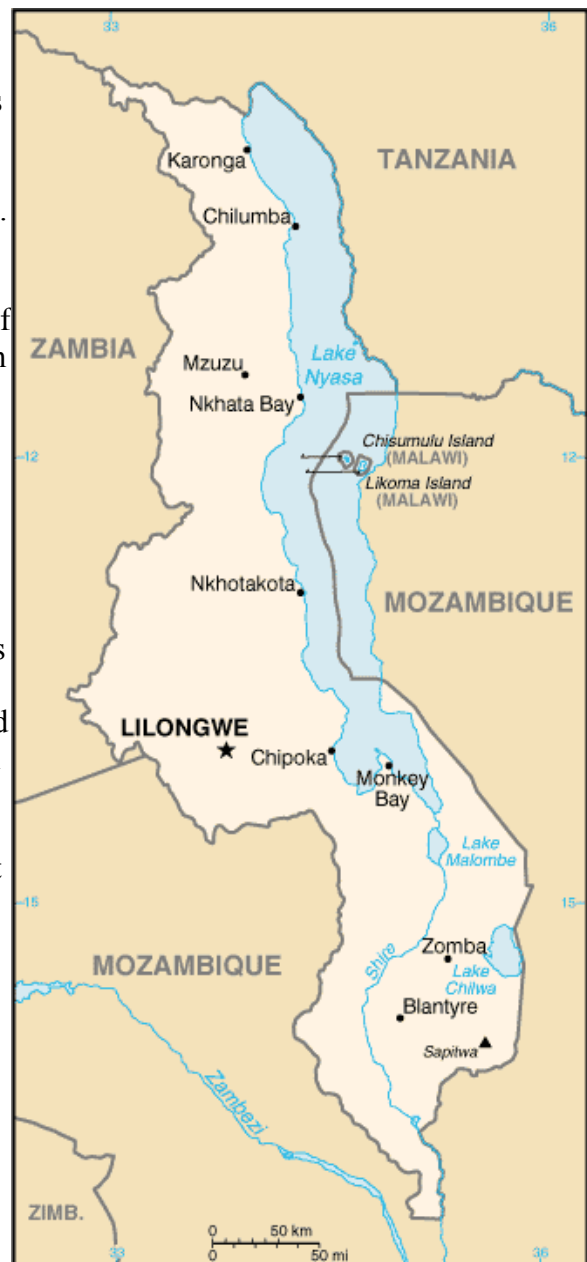 33
36
s
Karonga
TANZANIA
.
Chilumba
of
ZAMBIA
n
Lake
Nyasa
Mzuzu
Nkhata Bay
Chisumulu Island
(MALAWI)
12
12
Likoma Island
(MALAWI)
Nkhotakota
MOZAMBIQUE
s
d
LILONGWE
Chipoka
Monkey
Bay
Lake
Malombe
t
15
15
Zomba
MOZAMBIQUE
Shire
Lake
Chilwa
Blantyre
Sapitwa
Zambezi
ZIMB.
0 50 km
0 50 mi
33
36